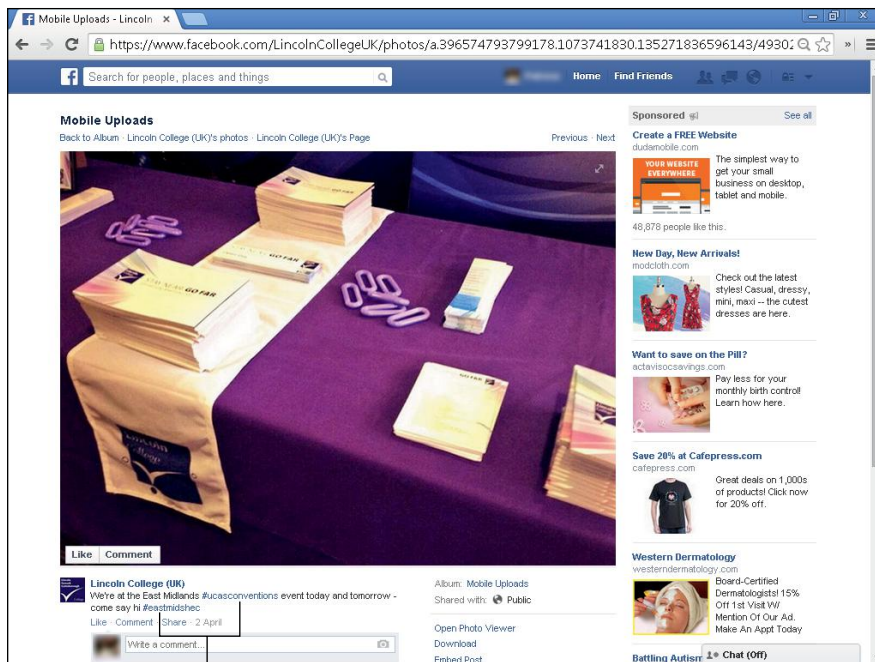 Mobile Uploads - Lincoln
https://www.facebook.com/LincolnCollegeUK/photos/a.396574793799178.1073741830.135271836596143/49302
Search for people, places and things
Home Find Friends
Mobile Uploads
Back to Album · Lincoln College (UK)'s photos · Lincoln College (UK)'s Page
Previous · Next
GO FAR
GO FAR
Lincoln
College
Like Comment
Lincoln College (UK)
We're at the East Midlands #ucasconventions event today and tomorrow -
come say hi #eastmidshec
Like · Comment · Share · 2 April
Write a comment...
Album: Mobile Uploads
Shared with: Public
Open Photo Viewer
Download
Embed Post
Sponsored
See all
Create a FREE Website
dudamobile.com
YOUR WEBSITE
EVERYWHERE
The simplest way to
get your small
business on desktop,
tablet and mobile.
48,878 people like this.
New Day, New Arrivals!
modcloth.com
Check out the latest
styles! Casual, dressy,
mini, maxi -- the cutest
dresses are here.
Want to save on the Pill?
actavisocsavings.com
Pay less for your
monthly birth control!
Learn how here.
Save 20% at Cafepress.com
cafepress.com
Great deals on 1,000s
of products! Click now
for 20% off.
Western Dermatology
westerndermatology.com
Board-Certified
Dermatologists! 15%
Off 1st Visit W/
Mention Of Our Ad.
Make An Appt Today
Battling Autism
Chat (Off)